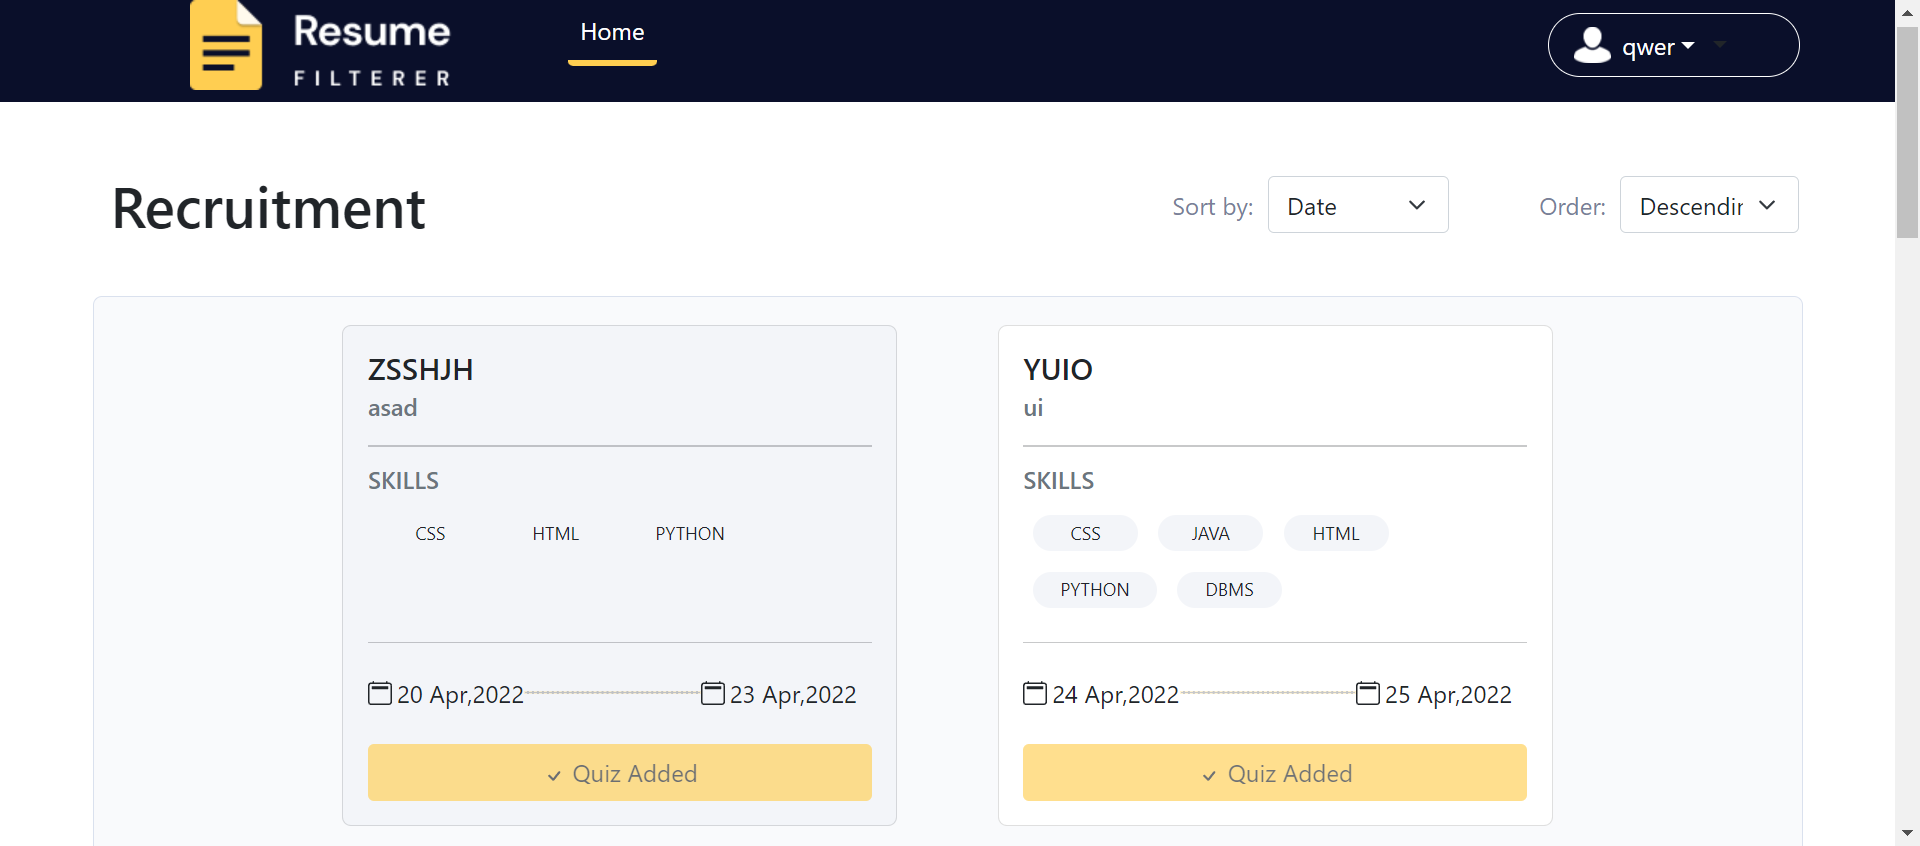 Resume
FILTERER
Home
qwer
Recruitment
Sort by: Date
Order: Descendir
ZSSHJH
asad
SKILLS
CSS HTML PYTHON
20 Apr,2022 23 Apr,2022
Quiz Added
YUIO
ui
SKILLS
CSS JAVA HTML
PYTHON DBMS
24 Apr,2022 25 Apr,2022
Quiz Added